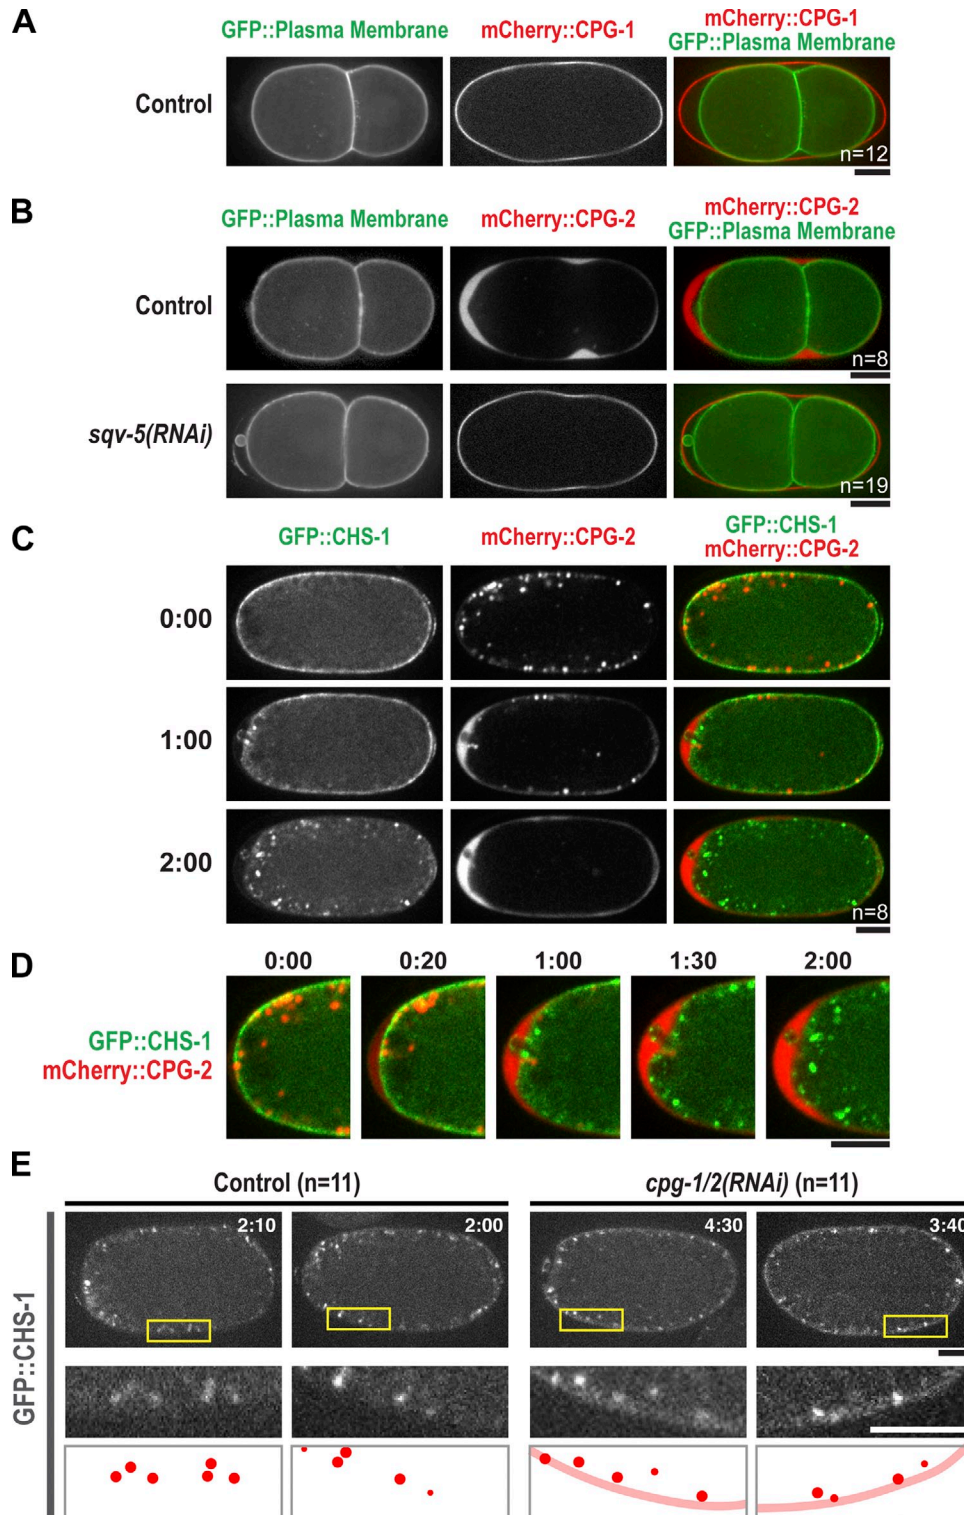 A
GFP::Plasma Membrane
mCherry::CPG-1
mCherry::CPG-1
GFP::Plasma Membrane
Control
n=12
B
GFP::Plasma Membrane
mCherry::CPG-2
mCherry::CPG-2
GFP::Plasma Membrane
Control
n=8
sqv-5(RNAi)
n=19
C
GFP::CHS-1
mCherry::CPG-2
GFP::CHS-1
mCherry::CPG-2
0:00
1:00
2:00
n=8
D
0:00
0:20
1:00
1:30
2:00
GFP::CHS-1
mCherry::CPG-2
E
Control (n=11)
cpg-1/2(RNAi) (n=11)
2:10
2:00
4:30
3:40
GFP::CHS-1